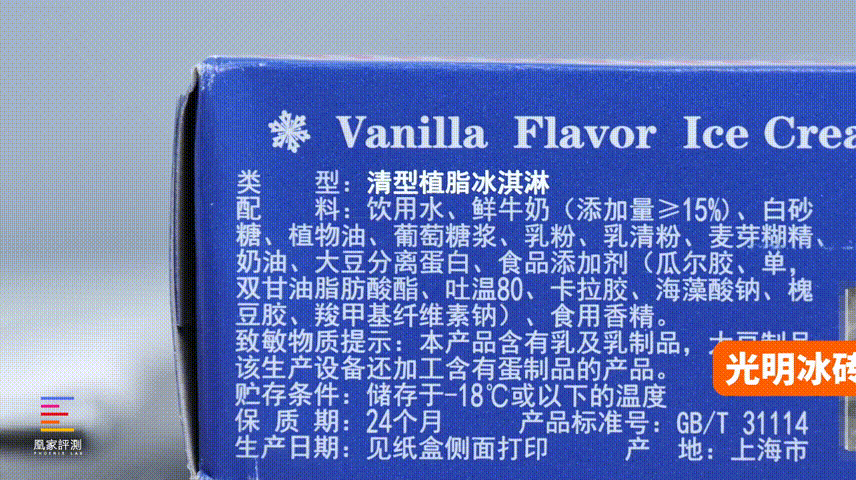 Vanilla Flavor Ice Crea
类 型：清型植脂冰淇淋
配 料：饮用水、鲜牛奶（添加量≥15%）、白砂
糖、植物油、葡萄糖浆、乳粉、乳清粉、麦芽糊精、
奶油、大豆分离蛋白、食品添加剂（瓜尔胶、单，
双甘油脂肪酸酯、吐温80、卡拉胶、海藻酸钠、槐
豆胶、羧甲基纤维素钠）、食用香精。
致敏物质提示：本产品含有乳及乳制品，大豆制品
该生产设备还加工含有蛋制品的产品。
光明冰砖
贮存条件：储存于-18℃或以下的温度
保 质 期：24个月 产品标准号：GB/T 31114
生产日期：见纸盒侧面打印 产 地：上海市
凰家評測
PHOENIX LAB